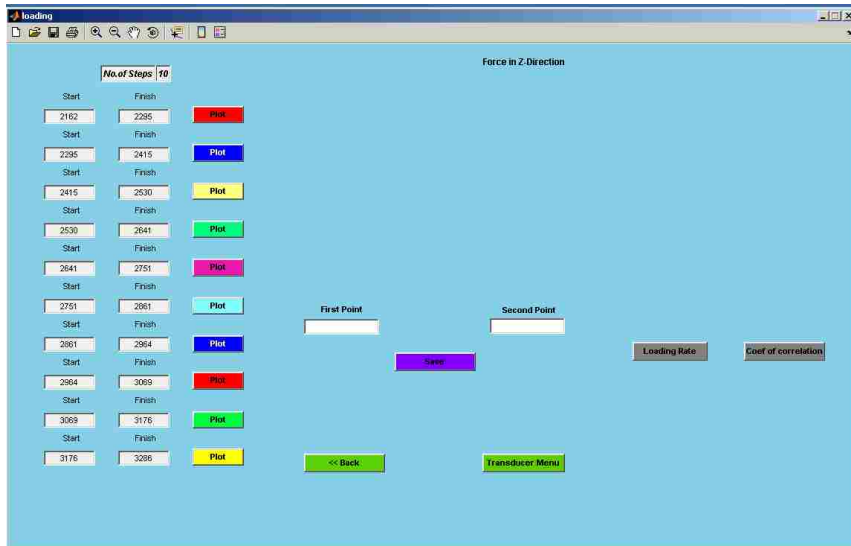 loading
Force in Z-Direction
No.of Steps 10
Start Finish
2162 2295 Plot
Start Finish
2295 2415 Plot
Start Finish
2415 2530 Plot
Start Finish
2530 2641 Plot
Start Finish
2641 2751 Plot
Start Finish
2751 2861 Plot
First Point Second Point
Start Finish
2861 2964 Plot
Loading Rate Coef of correlation
Start Finish
Save
2964 3069 Plot
Start Finish
3069 3176 Plot
Start Finish
3176 3286 Plot
<< Back Transducer Menu